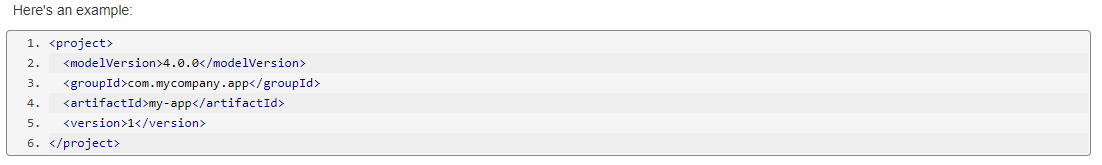 Here's an example:
1. <project>
2.   <modelVersion>4.0.0</modelVersion>
3.   <groupId>com.mycompany.app</groupId>
4.   <artifactId>my-app</artifactId>
5.   <version>1</version>
6. </project>